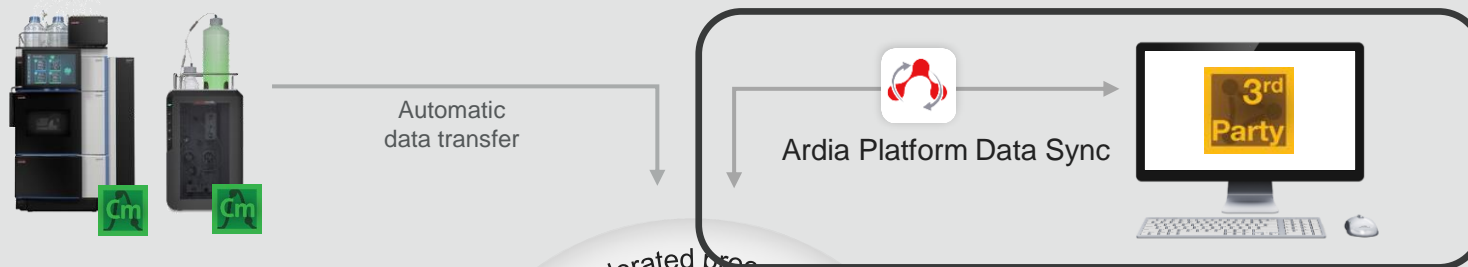 Automatic
data transfer
Ardia Platform Data Sync
3rd
Party
Cm
Cm